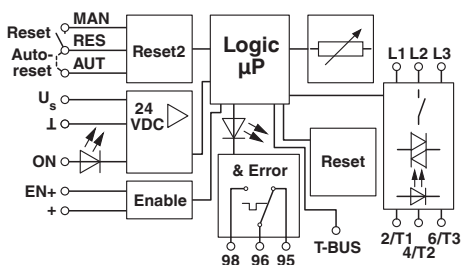 MAN
Reset
RES
Reset2
Auto-
reset
AUT
Logic
µP
L1 L2 L3
Us
24
VDC
⊥
ON
EN+
+
Enable
& Error
Reset
98 96 95
T-BUS
2/T1 6/T3
4/T2